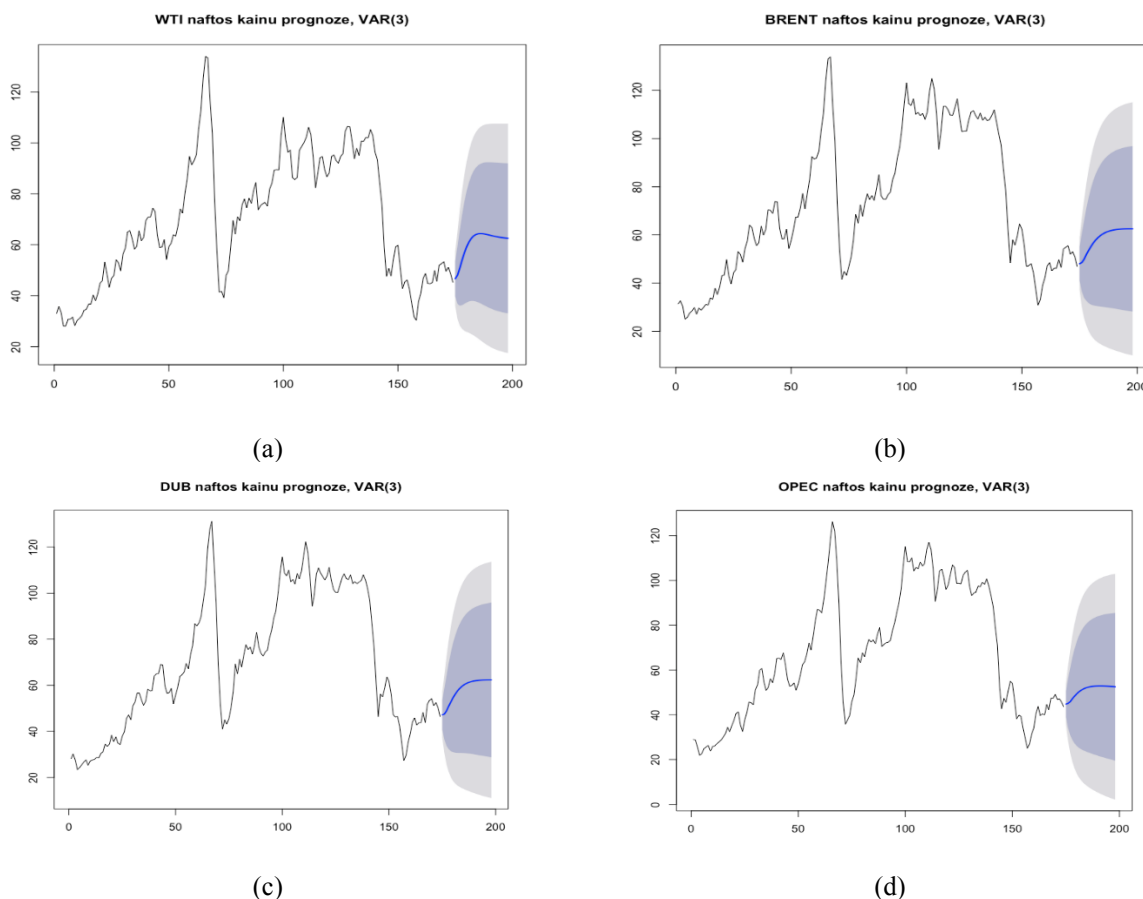 WTI naftos kainu prognoze, VAR(3)
20 40 60 80 100 120
0 50 100 150 200
(a)
BRENT naftos kainu prognoze, VAR(3)
20 40 60 80 100 120
0 50 100 150 200
(b)
DUB naftos kainu prognoze, VAR(3)
20 40 60 80 100 120
0 50 100 150 200
(c)
OPEC naftos kainu prognoze, VAR(3)
0 20 40 60 80 100 120
0 50 100 150 200
(d)